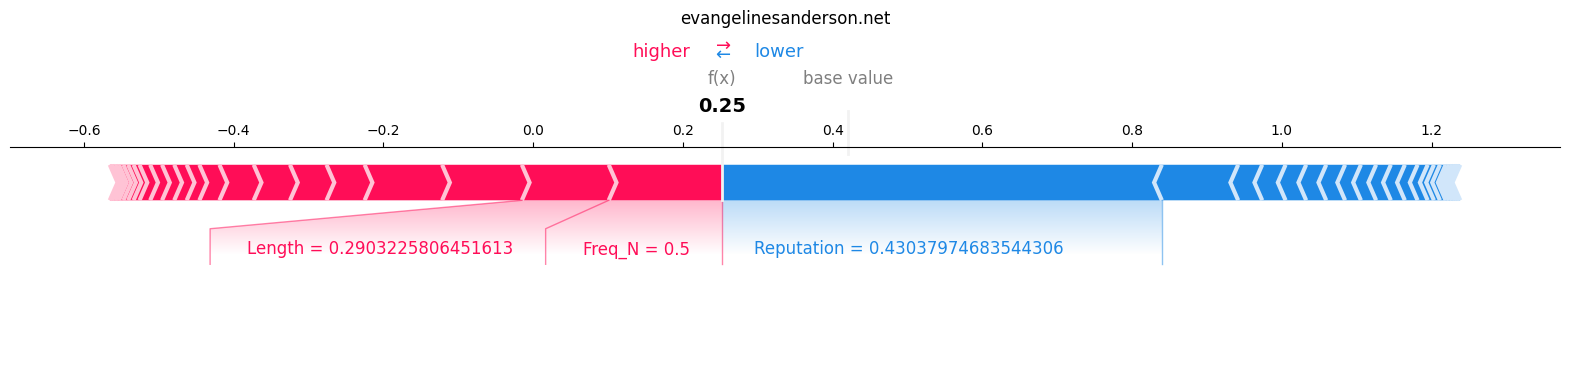 evangelinesanderson.net
higher ⇄ lower
f(x) base value
0.25
−0.6 −0.4 −0.2 0.0 0.2 0.4 0.6 0.8 1.0 1.2
Length = 0.2903225806451613 Freq_N = 0.5 Reputation = 0.43037974683544306